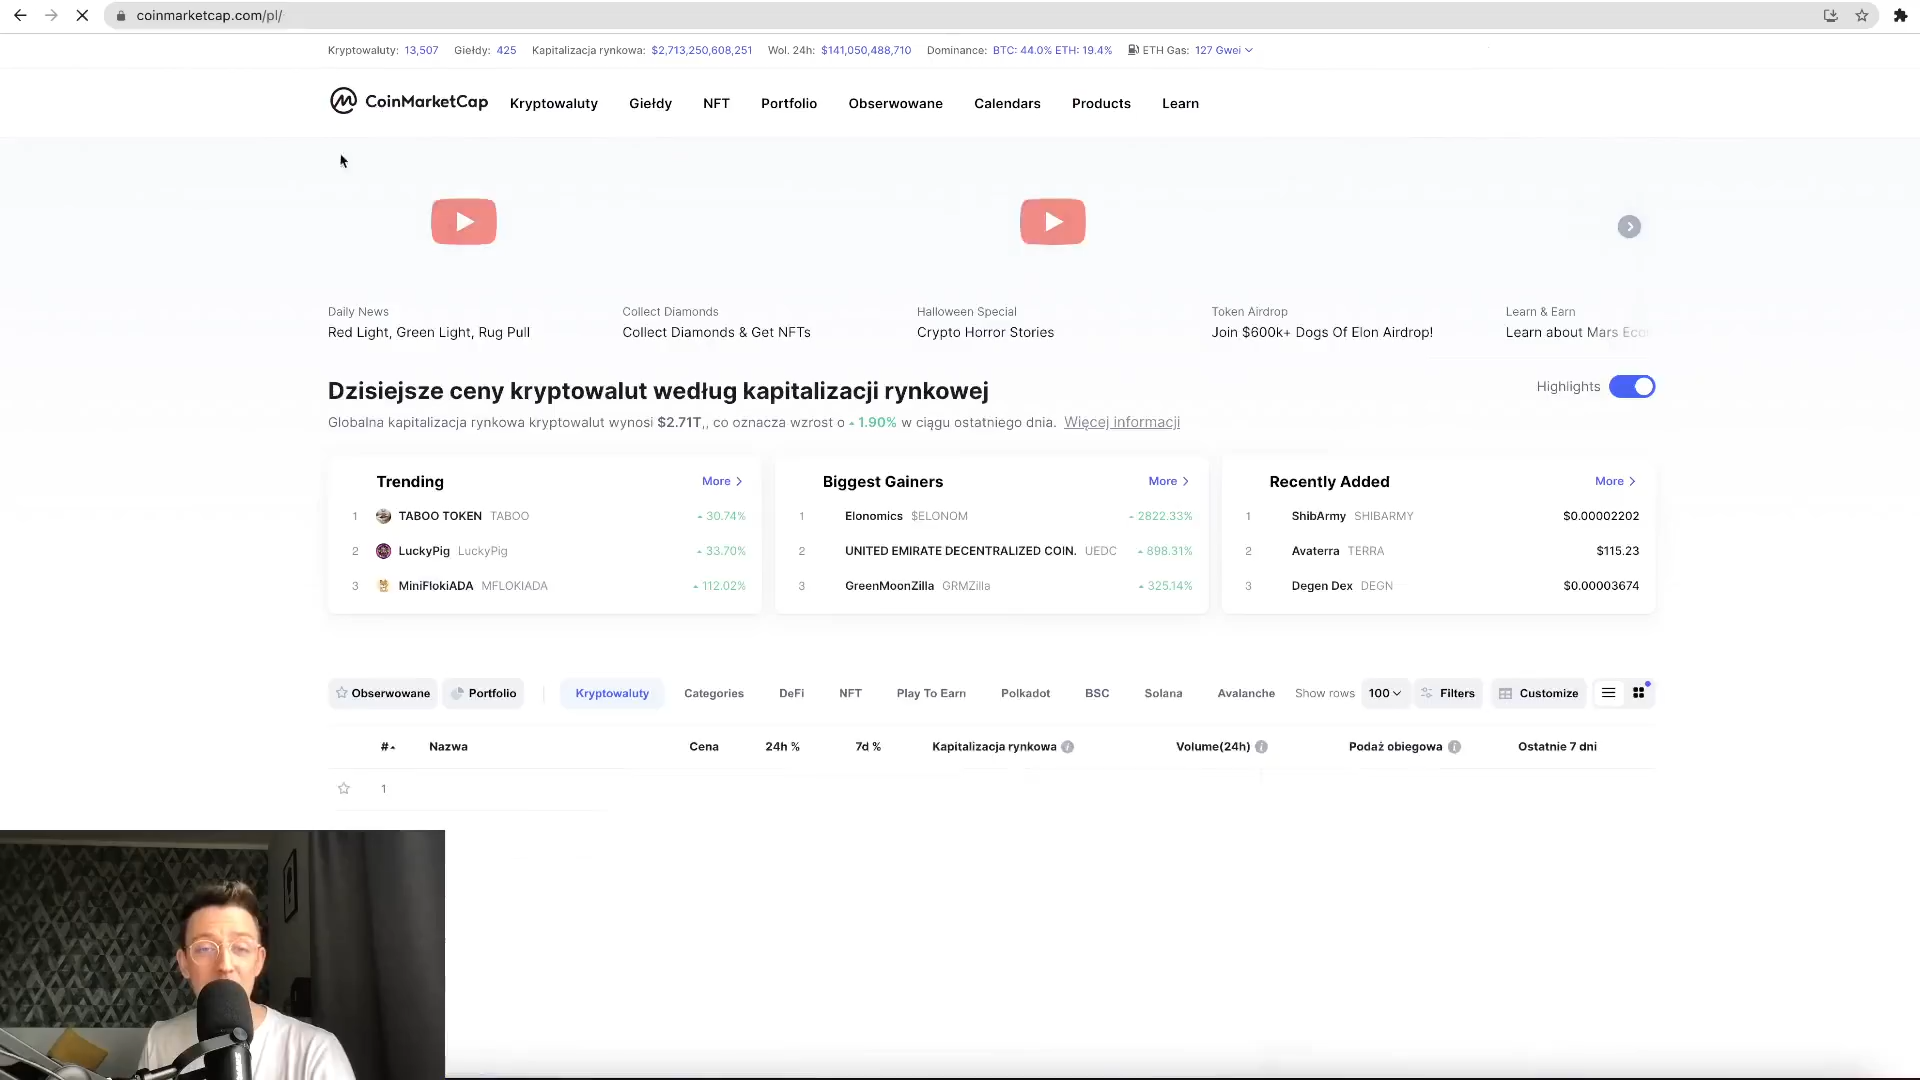 coinmarketcap.com/pl/
Kryptowaluty: 13,507 Giełdy: 425 Kapitalizacja rynkowa: $2,713,250,608,251 Wol. 24h: $141,050,488,710 Dominance: BTC: 44.0% ETH: 19.4% ETH Gas: 127 Gwei
CoinMarketCap Kryptowaluty Giełdy NFT Portfolio Obserwowane Calendars Products Learn
Daily News
Red Light, Green Light, Rug Pull
Collect Diamonds
Collect Diamonds & Get NFTs
Halloween Special
Crypto Horror Stories
Token Airdrop
Join $600k+ Dogs Of Elon Airdrop!
Learn & Earn
Learn about Mars
Dzisiejsze ceny kryptowalut według kapitalizacji rynkowej
Highlights
Globalna kapitalizacja rynkowa kryptowalut wynosi $2.71T,, co oznacza wzrost o 1.90% w ciągu ostatniego dnia. Więcej informacji
Trending More
1 TABOO TOKEN TABOO 30.74%
2 LuckyPig LuckyPig 33.70%
3 MiniFlokiADA MFLOKIADA 112.02%
Biggest Gainers More
1 Elonomics $ELONOM 2822.33%
2 UNITED EMIRATE DECENTRALIZED COIN. UEDC 898.31%
3 GreenMoonZilla GRMZilla 325.14%
Recently Added More
1 ShibArmy SHIBARMY $0.00002202
2 Avaterra TERRA $115.23
3 Degen Dex DEGN $0.00003674
Obserwowane Portfolio Kryptowaluty Categories DeFi NFT Play To Earn Polkadot BSC Solana Avalanche Show rows 100 Filters Customize
# Nazwa Cena 24h % 7d % Kapitalizacja rynkowa Volume(24h) Podaż obiegowa Ostatnie 7 dni
1